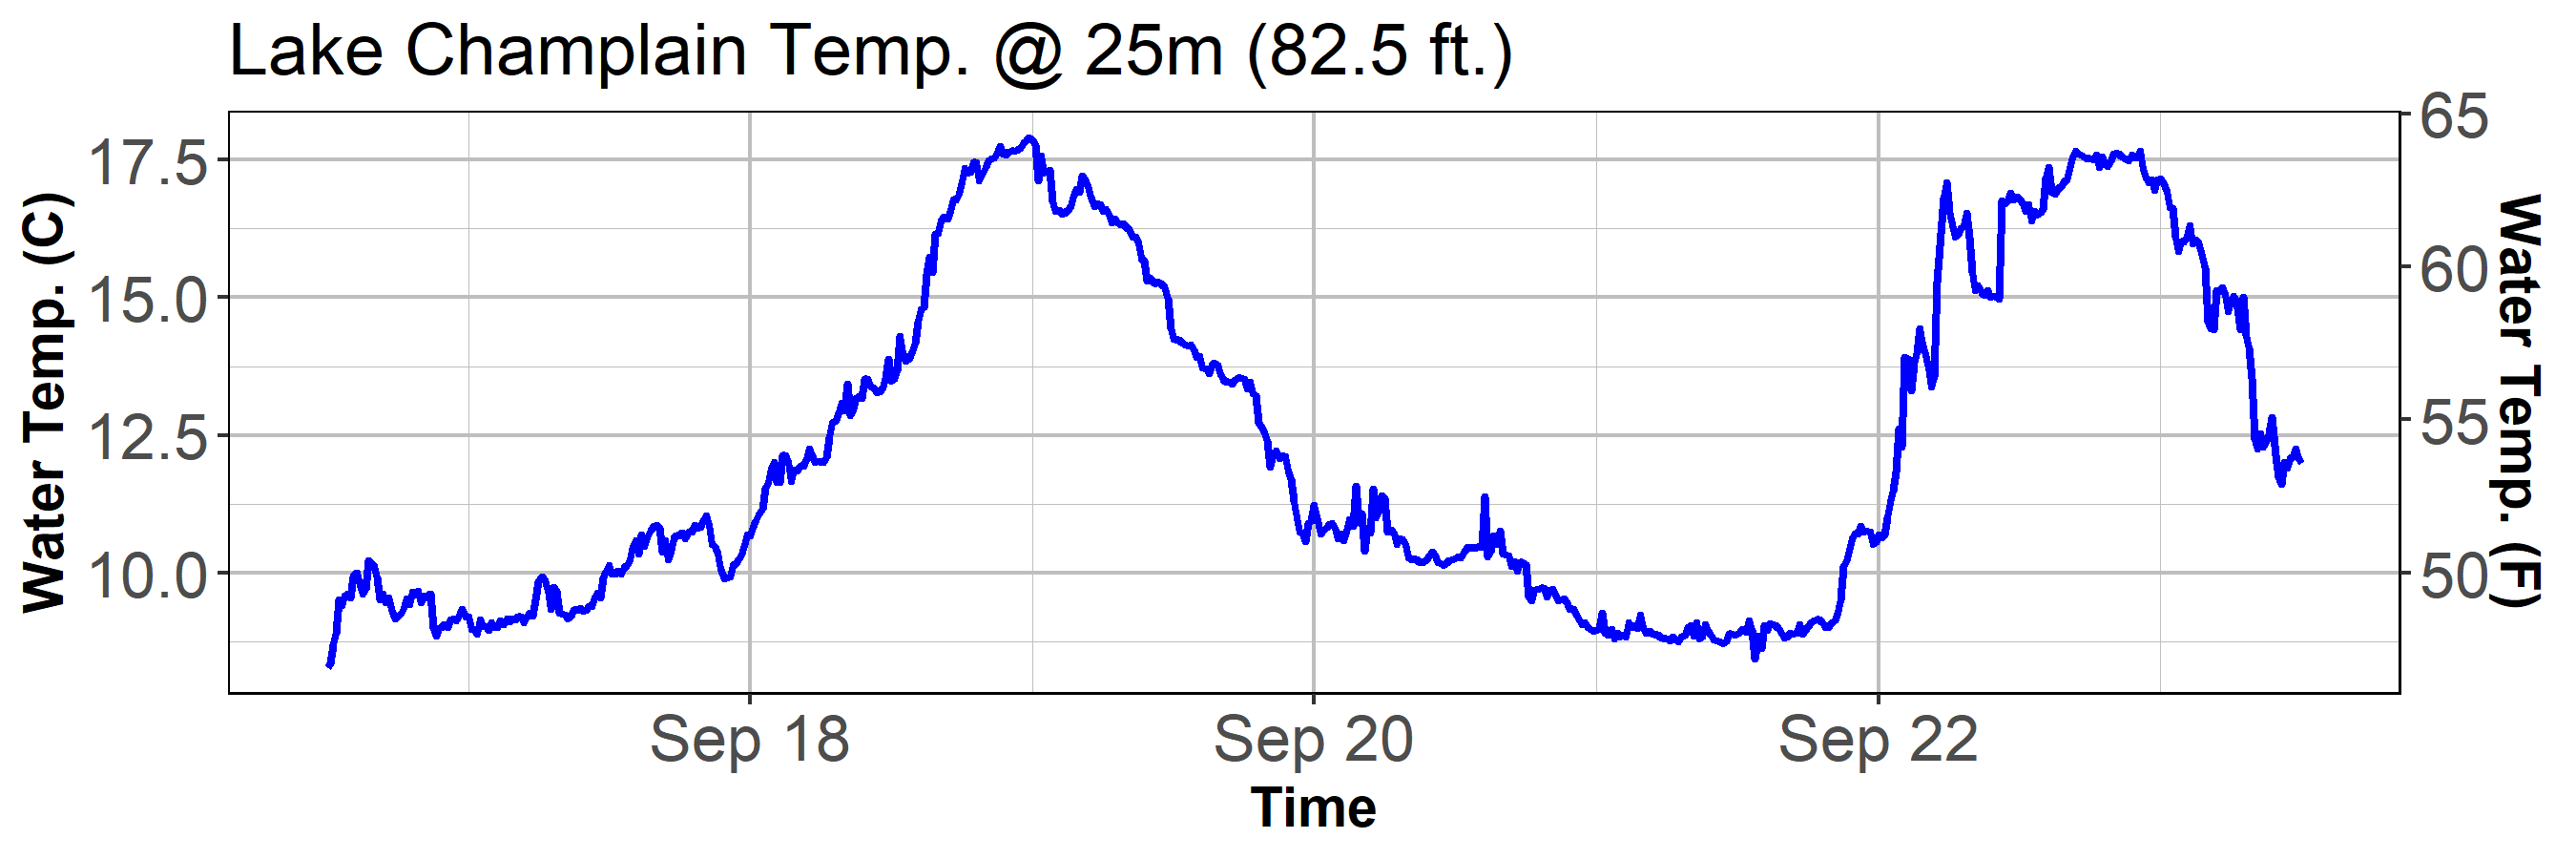 Lake Champlain Temp. @ 25m (82.5 ft.)
Water Temp. (C)
17.5
15.0
12.5
10.0
65
60
55
50
Water Temp. (F)
Sep 18
Sep 20
Sep 22
Time